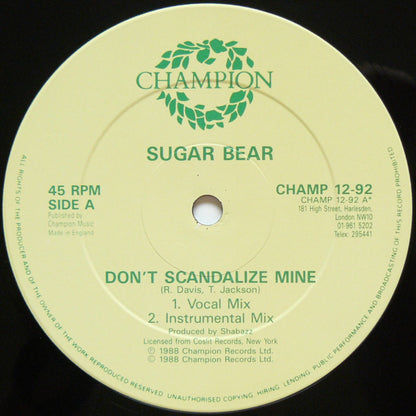 CHAMPION
SUGAR BEAR
45 RPM
SIDE A
Published by
Champion Music
Made in England
CHAMP 12-92
CHAMP 12-92 A*
181 High Street, Harlesden,
London NW10
01-961 5202
Telex: 295441
DON'T SCANDALIZE MINE
(R. Davis, T. Jackson)
1. Vocal Mix
2. Instrumental Mix
Produced by Shabazz
Licensed from Coslit Records, New York
℗ 1988 Champion Records Ltd.
© 1988 Champion Records Ltd.
ALL RIGHTS OF THE PRODUCER AND OF THE OWNER OF THE WORK REPRODUCED RESERVED. UNAUTHORISED COPYING, HIRING, LENDING, PUBLIC PERFORMANCE AND BROADCASTING OF THIS RECORD PROHIBITED.